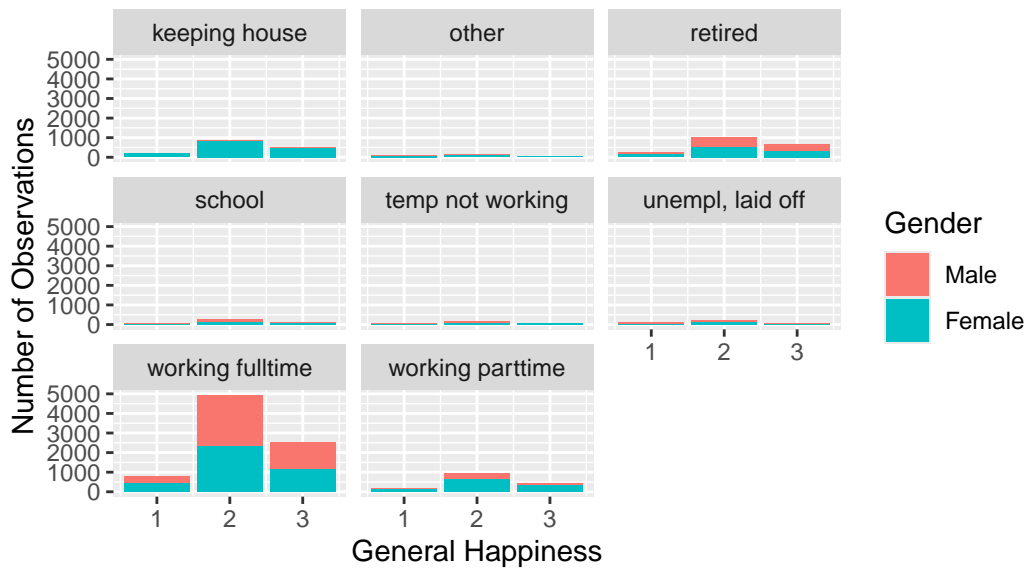 Number of Observations
keeping house
other
retired
5000
4000
3000
2000
1000
0
school
temp not working
unempl, laid off
5000
4000
3000
2000
1000
0
1 2 3
working fulltime
working parttime
5000
4000
3000
2000
1000
0
1 2 3
1 2 3
General Happiness
Gender
Male
Female